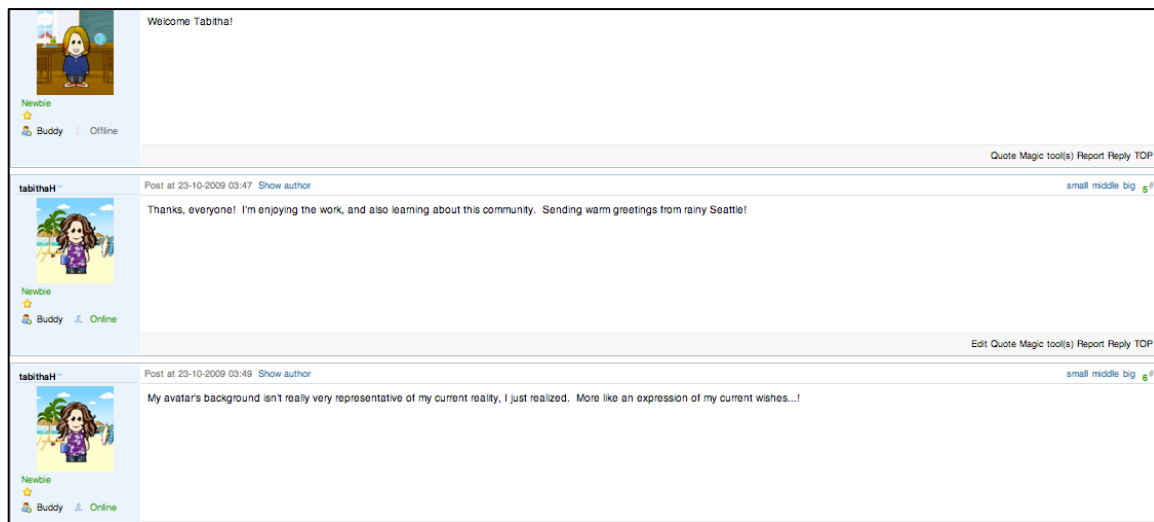 Welcome Tabitha!
Newbie
Buddy Offline
Quote Magic tool(s) Report Reply TOP
tabithaH
Post at 23-10-2009 03:47 Show author small middle big 5#
Thanks, everyone! I'm enjoying the work, and also learning about this community. Sending warm greetings from rainy Seattle!
Newbie
Buddy Online
Edit Quote Magic tool(s) Report Reply TOP
tabithaH
Post at 23-10-2009 03:49 Show author small middle big 6#
My avatar's background isn't really very representative of my current reality, I just realized. More like an expression of my current wishes...!
Newbie
Buddy Online